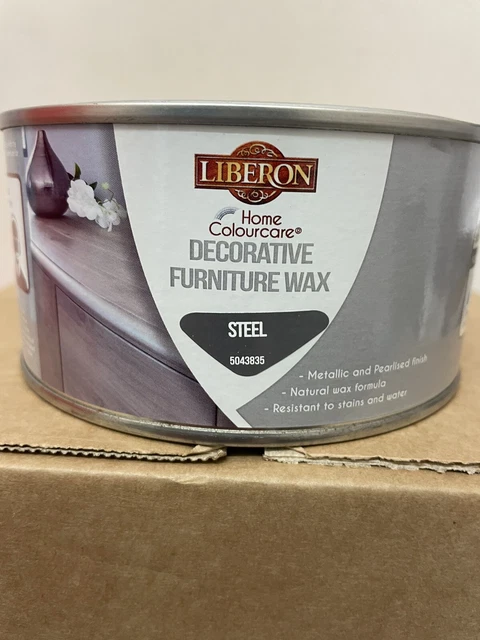 LIBERON
Home
Colourcare®
DECORATIVE
FURNITURE WAX
STEEL
5043835
- Metallic and Pearlised finish
- Natural wax formula
- Resistant to stains and water